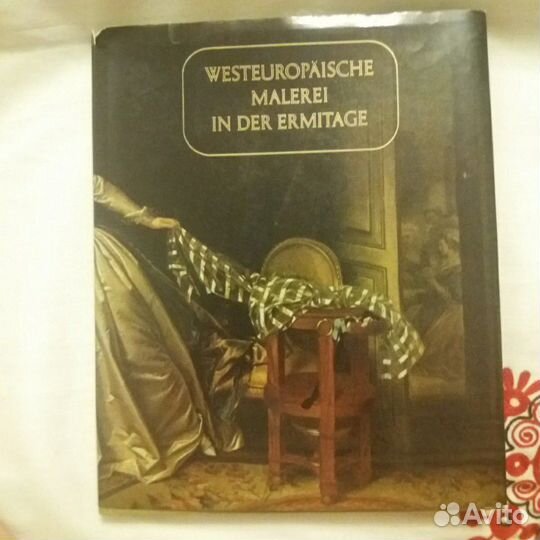 WESTEUROPÄISCHE
MALEREI
IN DER ERMITAGE
Avito